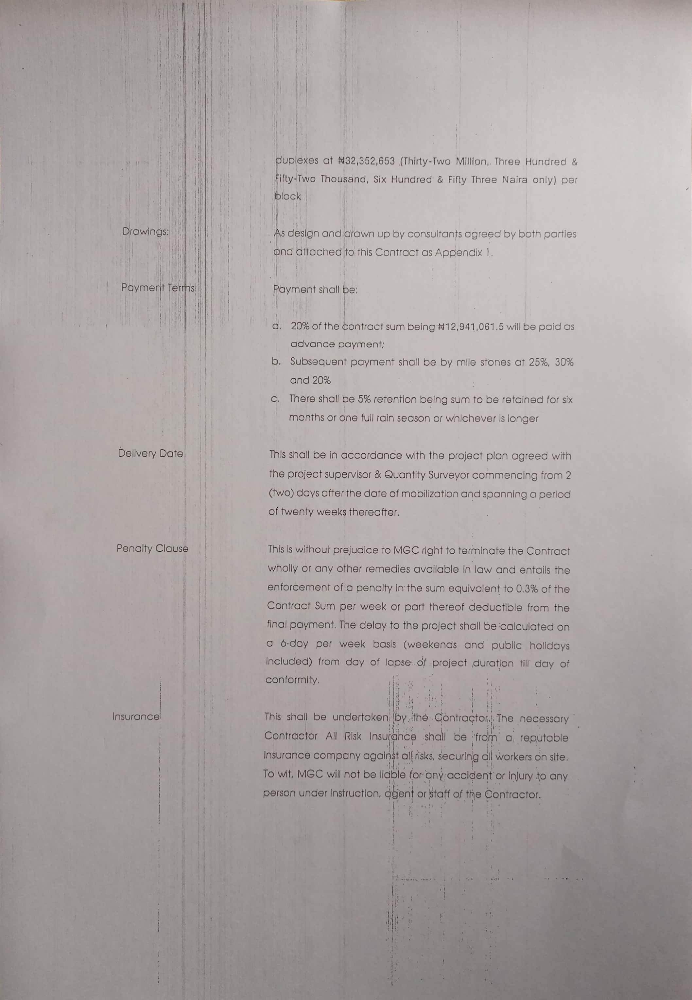 duplexes at ₦32,352,653 (Thirty-Two Million, Three Hundred &
Fifty-Two Thousand, Six Hundred & Fifty Three Naira only) per
block
Drawings:
As design and drawn up by consultants agreed by both parties
and attached to this Contract as Appendix 1.
Payment Terms:
Payment shall be:
a. 20% of the contract sum being ₦12,941,061.5 will be paid as
advance payment;
b. Subsequent payment shall be by mile stones at 25%, 30%
and 20%
c. There shall be 5% retention being sum to be retained for six
months or one full rain season or whichever is longer
Delivery Date
This shall be in accordance with the project plan agreed with
the project supervisor & Quantity Surveyor commencing from 2
(two) days after the date of mobilization and spanning a period
of twenty weeks thereafter.
Penalty Clause
This is without prejudice to MGC right to terminate the Contract
wholly or any other remedies available in law and entails the
enforcement of a penalty in the sum equivalent to 0.3% of the
Contract Sum per week or part thereof deductible from the
final payment. The delay to the project shall be calculated on
a 6-day per week basis (weekends and public holidays
included) from day of lapse of project duration till day of
conformity.
Insurance
This shall be undertaken by the Contractor. The necessary
Contractor All Risk Insurance shall be from a reputable
Insurance company against all risks, securing all workers on site.
To wit, MGC will not be liable for any accident or injury to any
person under instruction, agent or staff of the Contractor.